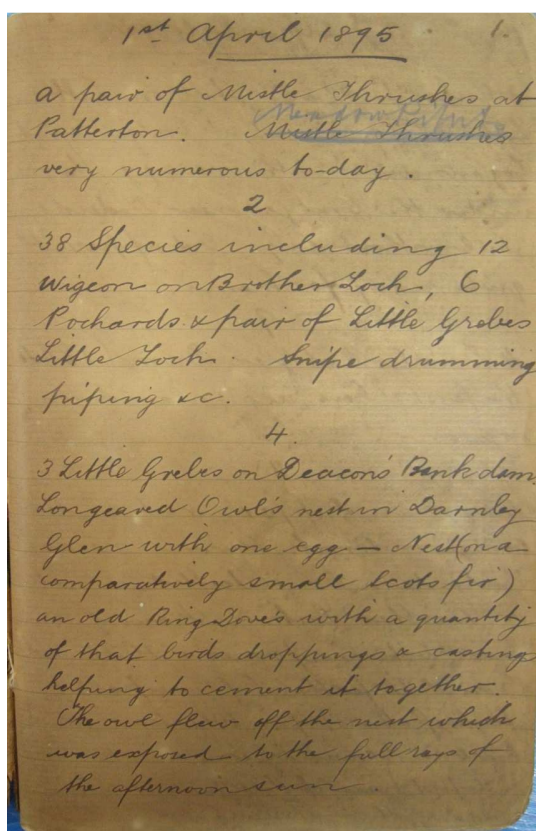 1st April 1895 1.
a pair of Mistle Thrushes at
Meadow Pipits
Patterton. Mistle Thrushes
very numerous to-day.
2
38 Species including 12
Wigeon on Brother Loch, 6
Pochards & pair of Little Grebes
Little Loch. Snipe drumming
piping &c.
4.
3 Little Grebes on Deacon's Bank dam.
Longeared Owl's nest in Darnley
Glen with one egg — Nest (on a
comparatively small Scots fir)
an old Ring Dove's with a quantity
of that birds droppings & casting
helping to cement it together.
The owl flew off the nest which
was exposed to the full rays of
the afternoon sun.